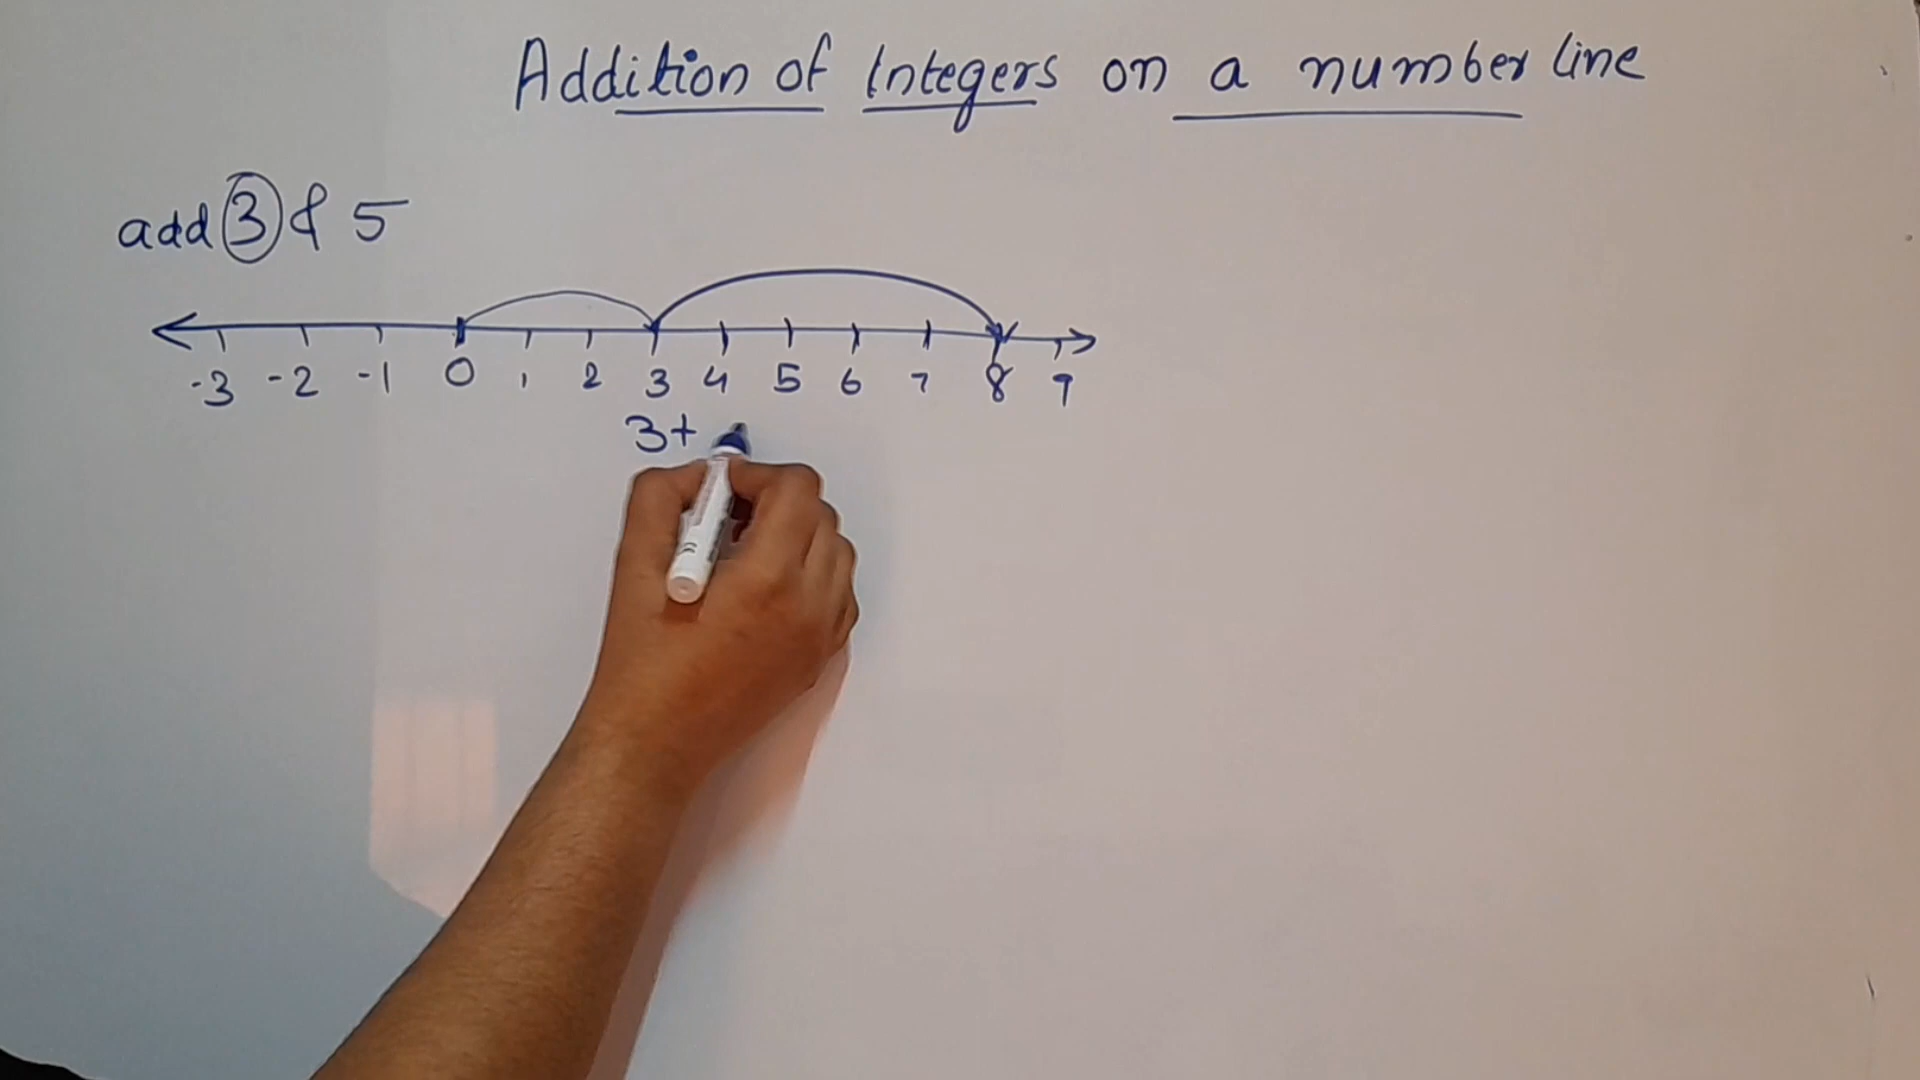 Addition of Integers on a number line
add 3 & 5
-3 -2 -1 0 1 2 3 4 5 6 7 8 9
3+